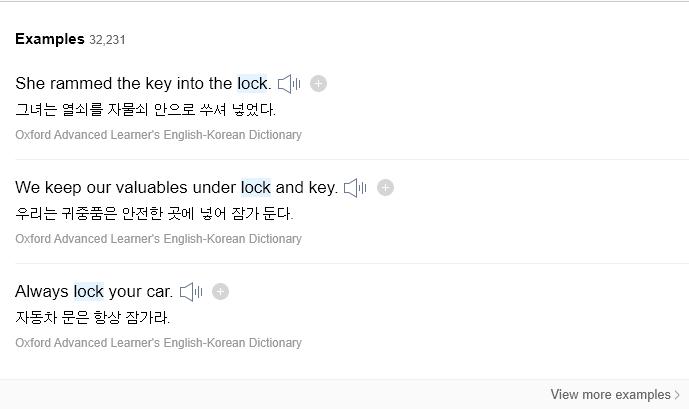 Examples 32,231
She rammed the key into the lock.
그녀는 열쇠를 자물쇠 안으로 쑤셔 넣었다.
Oxford Advanced Learner's English-Korean Dictionary
We keep our valuables under lock and key.
우리는 귀중품은 안전한 곳에 넣어 잠가 둔다.
Oxford Advanced Learner's English-Korean Dictionary
Always lock your car.
자동차 문은 항상 잠가라.
Oxford Advanced Learner's English-Korean Dictionary
View more examples